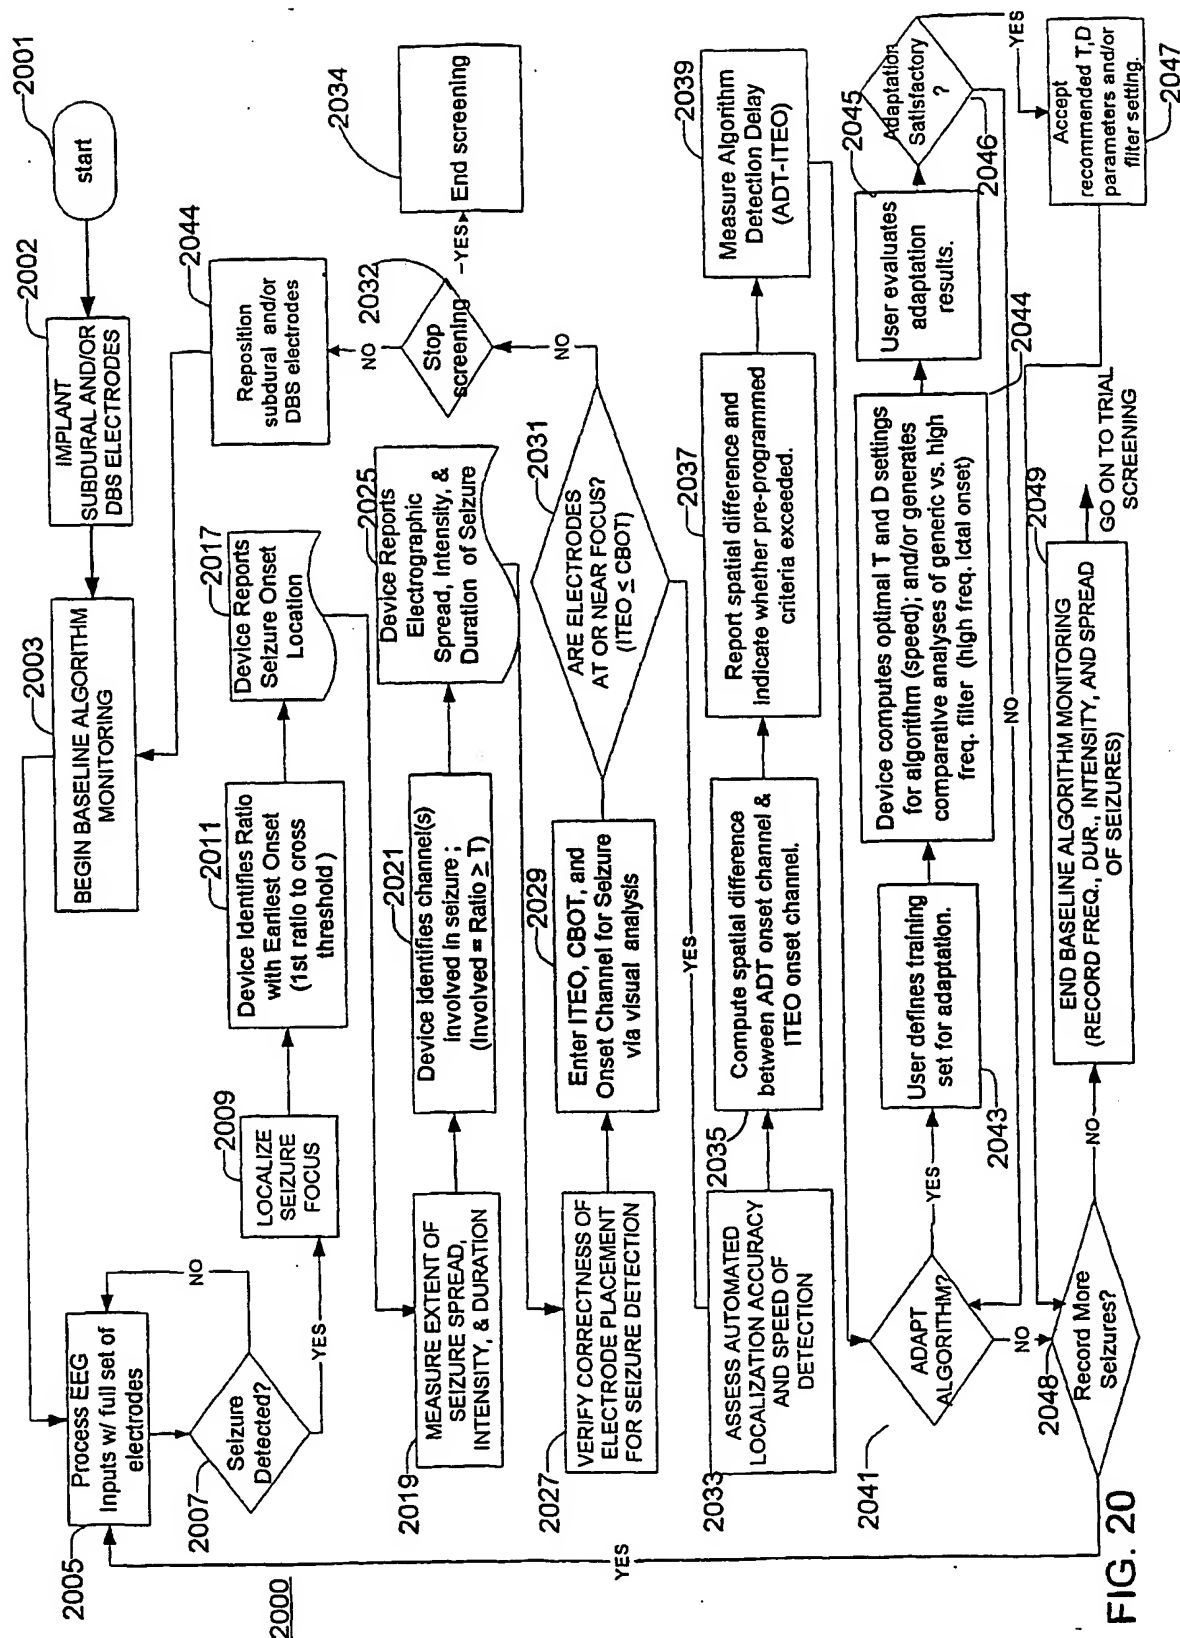 2000
2001
start
2002
IMPLANT
SUBDURAL AND/OR
DBS ELECTRODES
2003
BEGIN BASELINE ALGORITHM
MONITORING
2005
Process EEG
Inputs w/ full set of
electrodes
2007
Seizure
Detected?
NO
YES
2009
LOCALIZE
SEIZURE
FOCUS
2011
Device Identifies Ratio
with Earliest Onset
(1st ratio to cross
threshold )
2017
Device Reports
Seizure Onset
Location
2044
Reposition
subdural and/or
DBS electrodes
2019
MEASURE EXTENT OF
SEIZURE SPREAD,
INTENSITY, & DURATION
2021
Device identifies channel(s)
involved in seizure ;
(Involved = Ratio ≥ T)
2025
Device Reports
Electrographic
Spread, Intensity, &
Duration of Seizure
NO
2032
Stop
screening
YES
2034
End screening
2027
VERIFY CORRECTNESS OF
ELECTRODE PLACEMENT
FOR SEIZURE DETECTION
2029
Enter ITEO, CBOT, and
Onset Channel for Seizure
via visual analysis
2031
ARE ELECTRODES
AT OR NEAR FOCUS?
(ITEO ≤ CBOT)
NO
YES
2033
ASSESS AUTOMATED
LOCALIZATION ACCURACY
AND SPEED OF
DETECTION
2035
Compute spatial difference
between ADT onset channel &
ITEO onset channel.
2037
Report spatial difference and
indicate whether pre-programmed
criteria exceeded.
2039
Measure Algorithm
Detection Delay
(ADT-ITEO)
2041
ADAPT
ALGORITHM?
YES
NO
2043
User defines training
set for adaptation.
2044
Device computes optimal T and D settings
for algorithm (speed); and/or generates
comparative analyses of generic vs. high
freq. filter (high freq. ictal onset)
2045
User evaluates
adaptation
results.
2046
Adaptation
Satisfactory
?
YES
NO
2047
Accept
recommended T,D
parameters and/or
filter setting.
2048
Record More
Seizures?
YES
NO
2049
END BASELINE ALGORITHM MONITORING
(RECORD FREQ., DUR., INTENSITY, AND SPREAD
OF SEIZURES)
GO ON TO TRIAL
SCREENING
FIG. 20